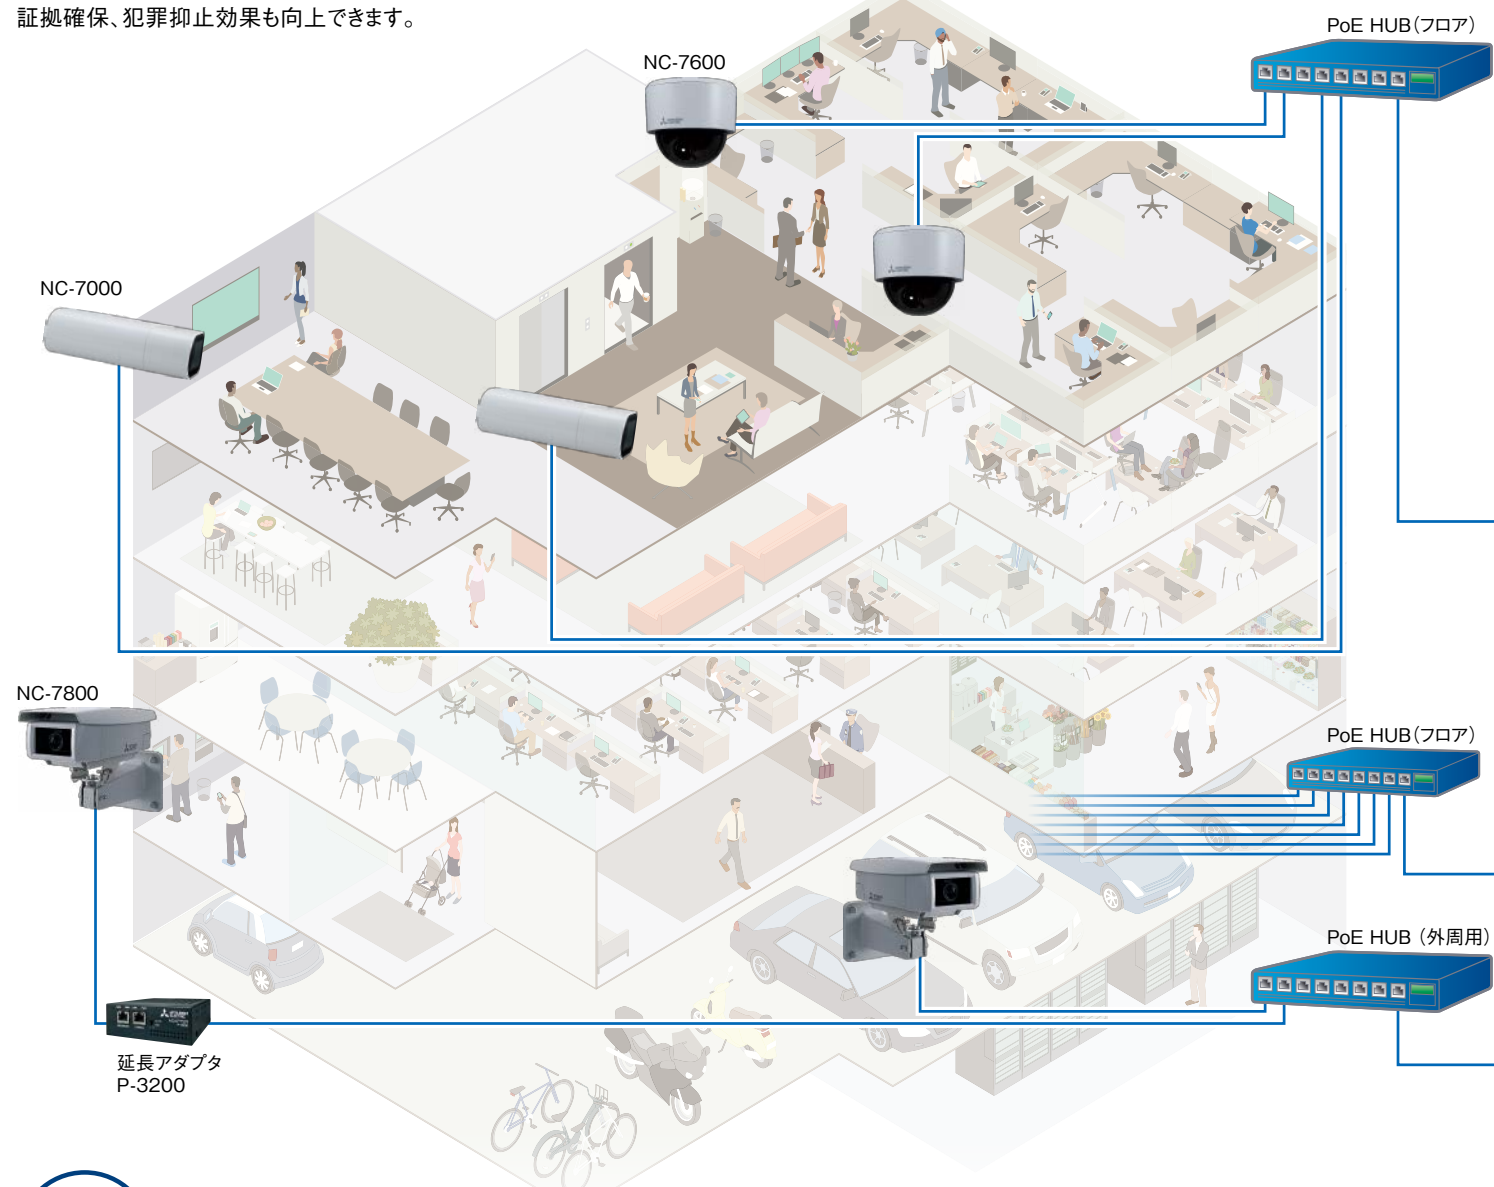 証拠確保、犯罪抑止効果も向上できます。
PoE HUB（フロア）
NC-7600
NC-7000
NC-7800
PoE HUB（フロア）
PoE HUB（外周用）
延長アダプタ
P-3200